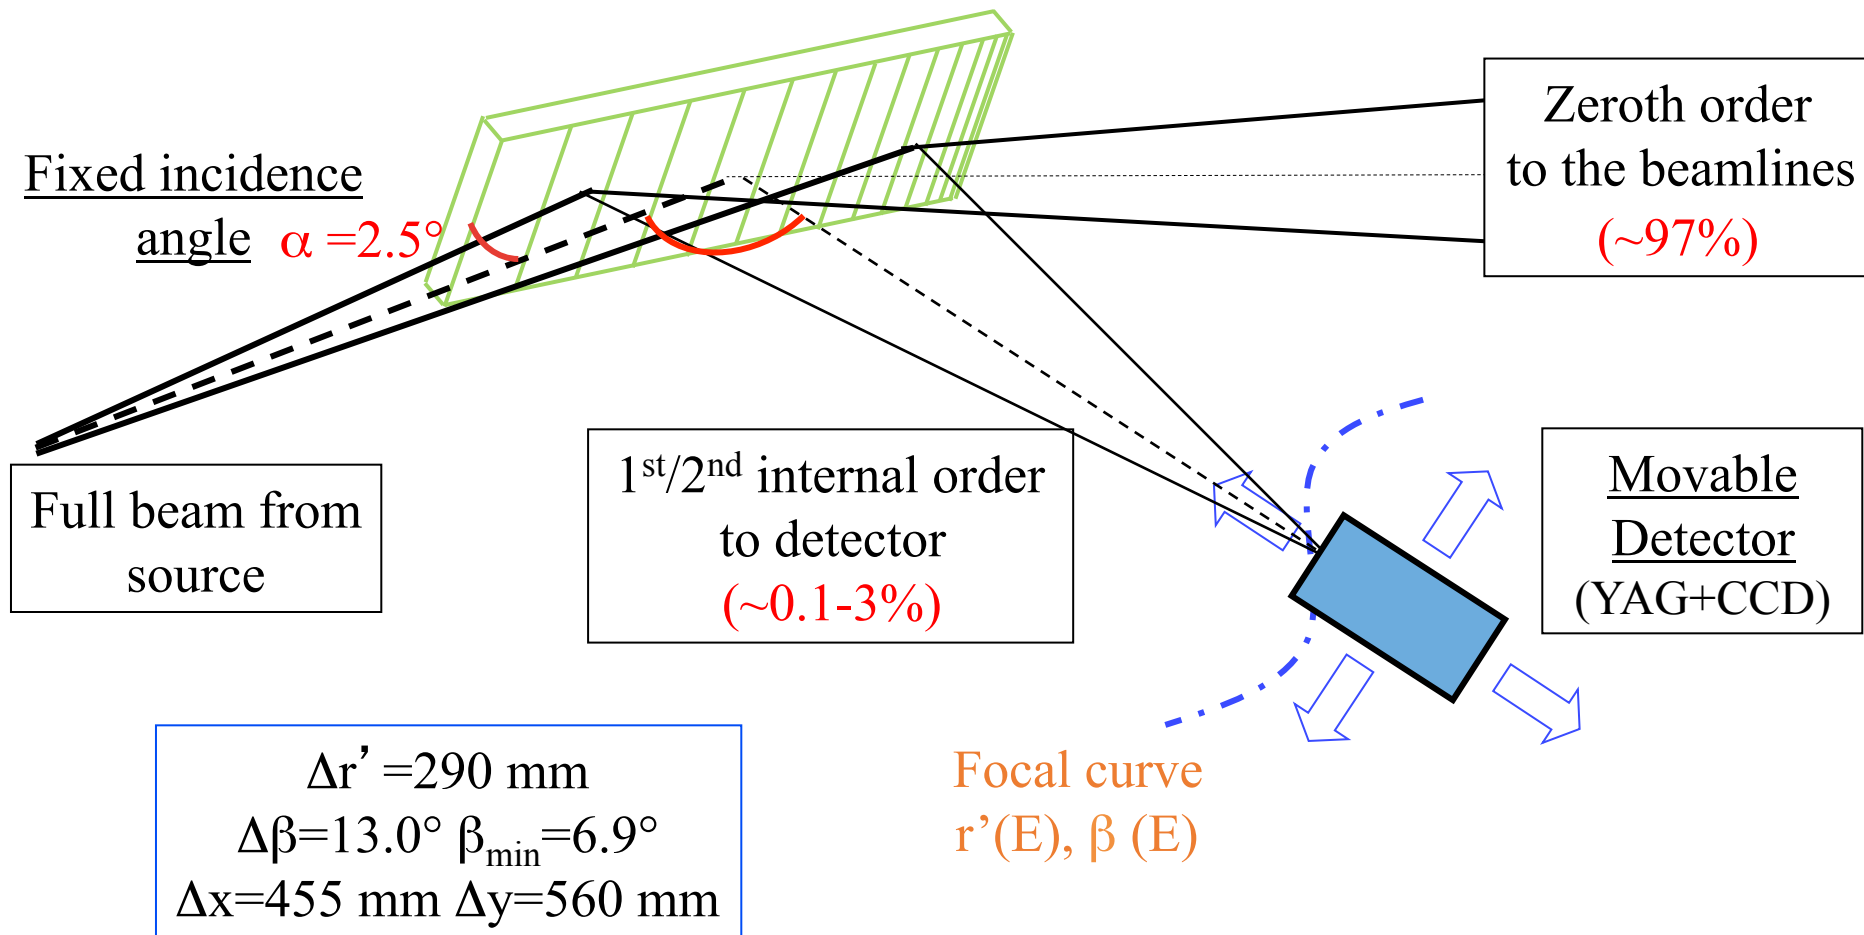 Zeroth order
to the beamlines
(~97%)
Fixed incidence
angle α =2.5°
Full beam from
source
1st/2nd internal order
to detector
(~0.1-3%)
Movable
Detector
(YAG+CCD)
Δr’ =290 mm
Δβ=13.0° βmin=6.9°
Δx=455 mm Δy=560 mm
Focal curve
r’(E), β (E)